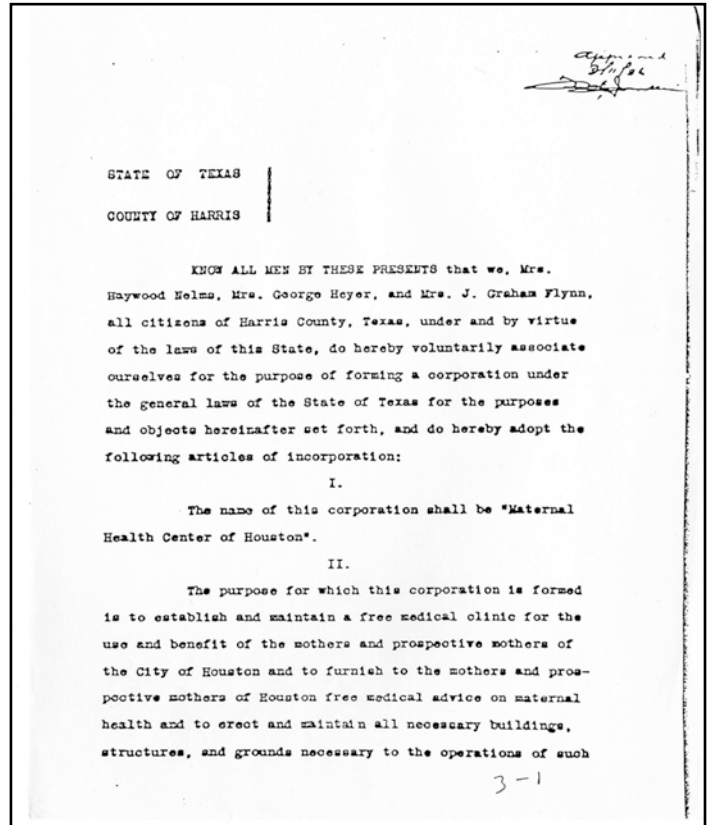 Approved
STATE OF TEXAS
COUNTY OF HARRIS
KNOW ALL MEN BY THESE PRESENTS that we, Mrs.
Haywood Nelms, Mrs. George Heyer, and Mrs. J. Graham Flynn,
all citizens of Harris County, Texas, under and by virtue
of the laws of this State, do hereby voluntarily associate
ourselves for the purpose of forming a corporation under
the general laws of the State of Texas for the purposes
and objects hereinafter set forth, and do hereby adopt the
following articles of incorporation:
I.
The name of this corporation shall be "Maternal
Health Center of Houston".
II.
The purpose for which this corporation is formed
is to establish and maintain a free medical clinic for the
use and benefit of the mothers and prospective mothers of
the City of Houston and to furnish to the mothers and pros-
pective mothers of Houston free medical advice on maternal
health and to erect and maintain all necessary buildings,
structures, and grounds necessary to the operations of such
3-1